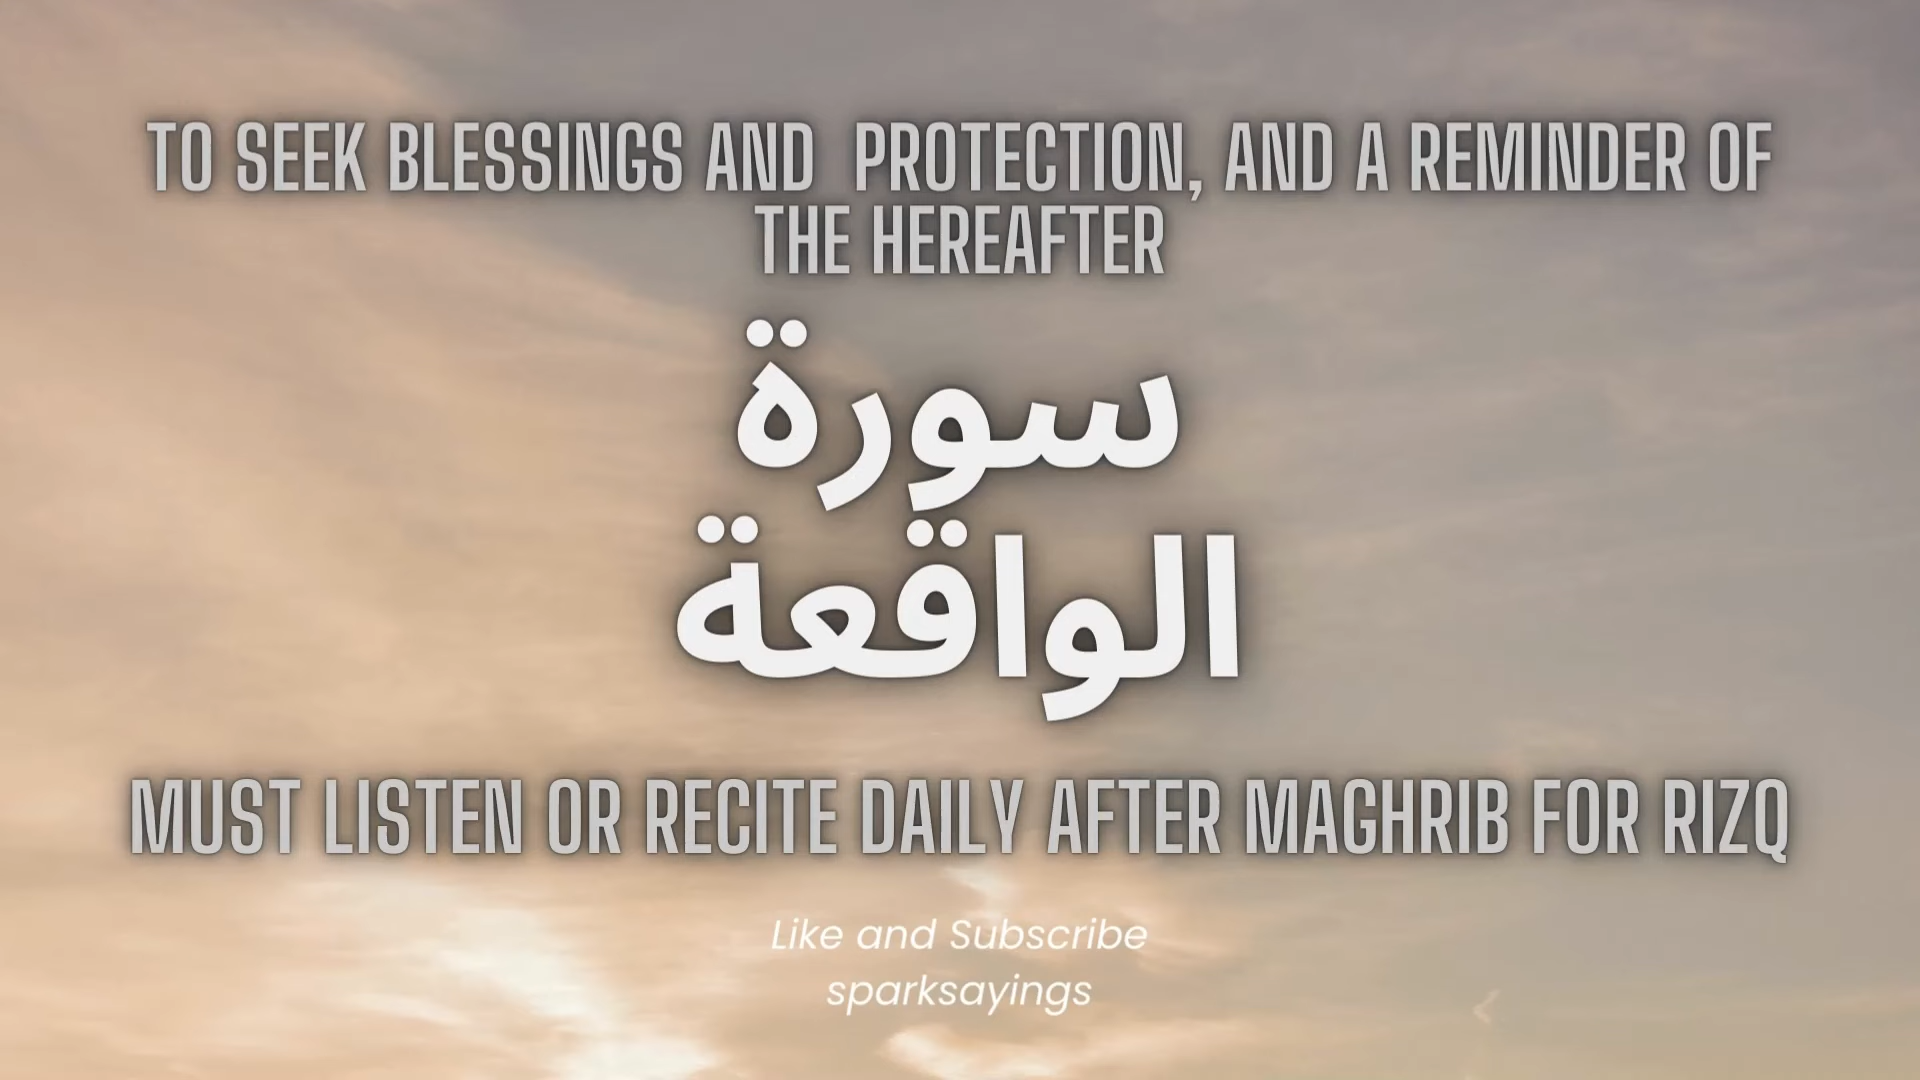 TO SEEK BLESSINGS AND  PROTECTION, AND A REMINDER OF
THE HEREAFTER
سورة
الواقعة
MUST LISTEN OR RECITE DAILY AFTER MAGHRIB FOR RIZQ
Like and Subscribe
sparksayings